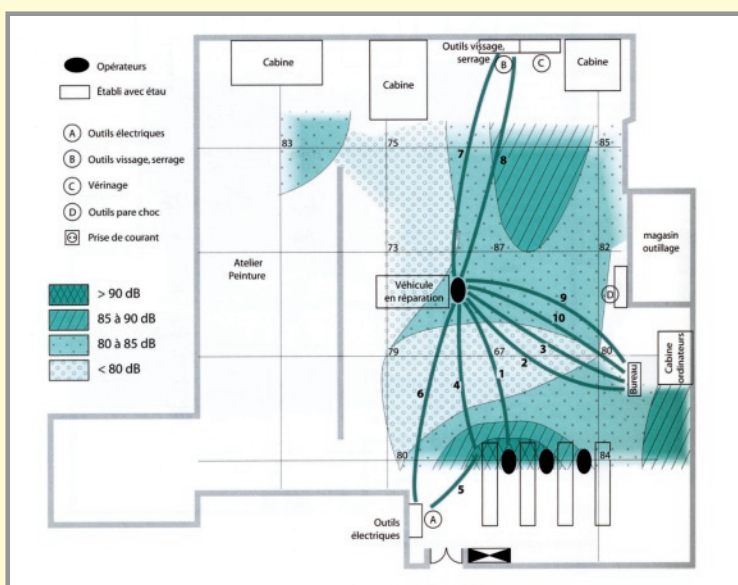 Opérateurs
Établi avec étau
A Outils électriques
B Outils vissage, serrage
C Vérinage
D Outils pare choc
Prise de courant
> 90 dB
85 à 90 dB
80 à 85 dB
< 80 dB
Cabine
Cabine
Outils vissage,
serrage
B
C
Cabine
83
75
85
7
8
73
87
82
magasin
outillage
Atelier
Peinture
Véhicule
en réparation
D
9
10
79
67
80
3
2
1
4
6
Bureau
Cabine
ordinateurs
80
84
5
A
Outils
électriques